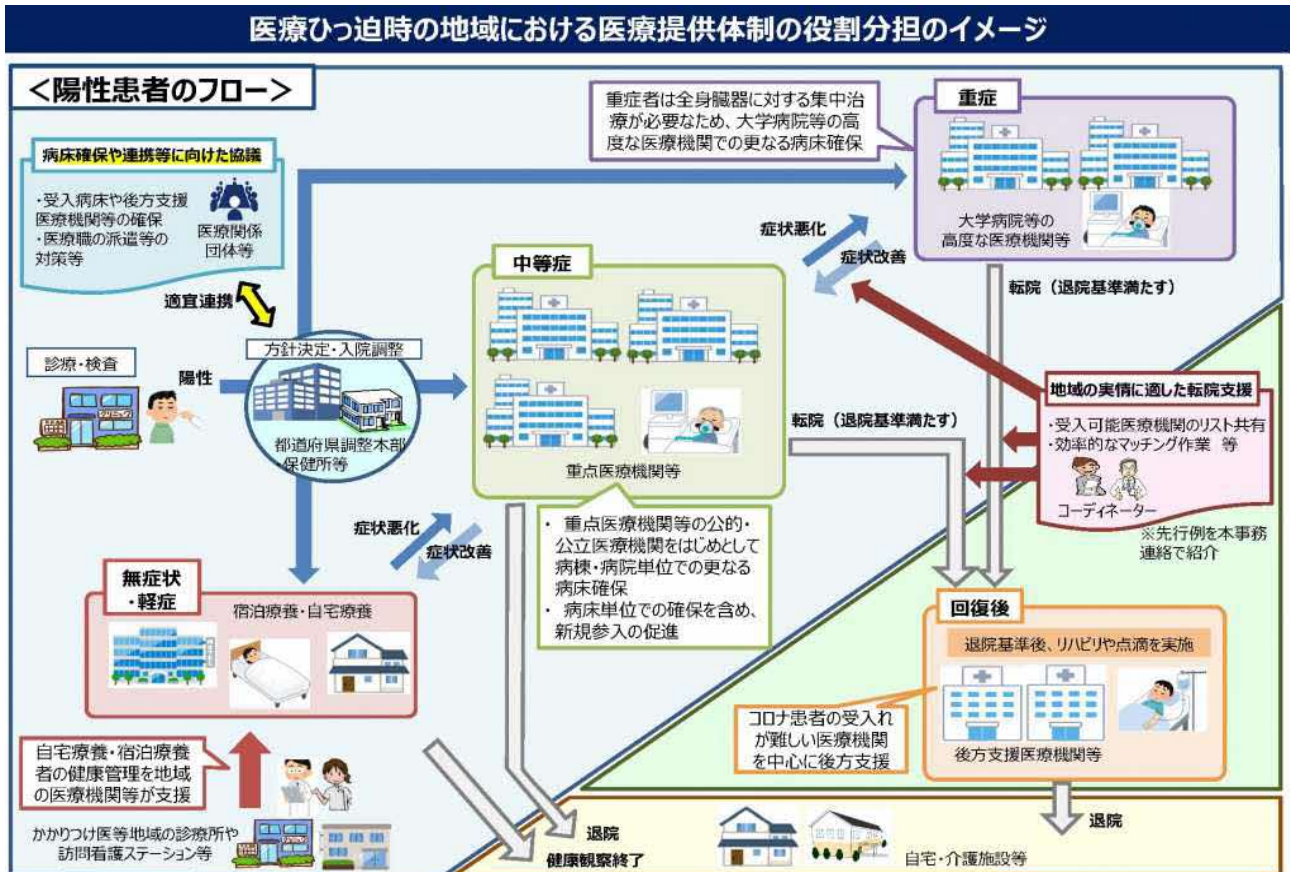 医療ひっ迫時の地域における医療提供体制の役割分担のイメージ
＜陽性患者のフロー＞
病床確保や連携等に向けた協議
・受入病床や後方支援
医療機関等の確保
・医療職の派遣等の
対策等
医療関係
団体等
適宜連携
診療・検査
クリニック
陽性
方針決定・入院調整
都道府県調整本部
・保健所等
重症者は全身臓器に対する集中治
療が必要なため、大学病院等の高
度な医療機関での更なる病床確保
重症
大学病院等の
高度な医療機関等
症状悪化
症状改善
転院（退院基準満たす）
中等症
重点医療機関等
転院（退院基準満たす）
地域の実情に適した転院支援
・受入可能医療機関のリスト共有
・効率的なマッチング作業 等
コーディネーター
※先行例を本事務
連絡で紹介
・ 重点医療機関等の公的・
公立医療機関をはじめとして
病棟・病院単位での更なる
病床確保
・ 病床単位での確保を含め、
新規参入の促進
症状悪化
症状改善
無症状
・軽症
宿泊療養・自宅療養
自宅療養・宿泊療養
者の健康管理を地域
の医療機関等が支援
かかりつけ医等地域の診療所や
訪問看護ステーション等
クリニック
回復後
退院基準後、リハビリや点滴を実施
後方支援医療機関等
コロナ患者の受入れ
が難しい医療機関
を中心に後方支援
退院
健康観察終了
退院
自宅・介護施設等